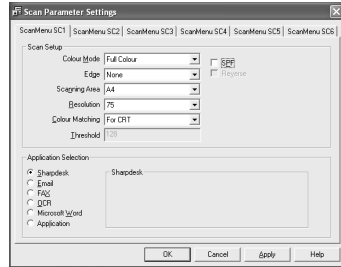 Scan Parameter Settings
ScanMenu SC1 ScanMenu SC2 ScanMenu SC3 ScanMenu SC4 ScanMenu SC5 ScanMenu SC6
Scan Setup
Colour Mode Full Colour SPF
Edge None Reverse
Scanning Area A4
Resolution 75
Colour Matching For CRT
Threshold 128
Application Selection
Sharpdesk Sharpdesk
Email
FAX
OCR
Microsoft Word
Application
OK Cancel Apply Help